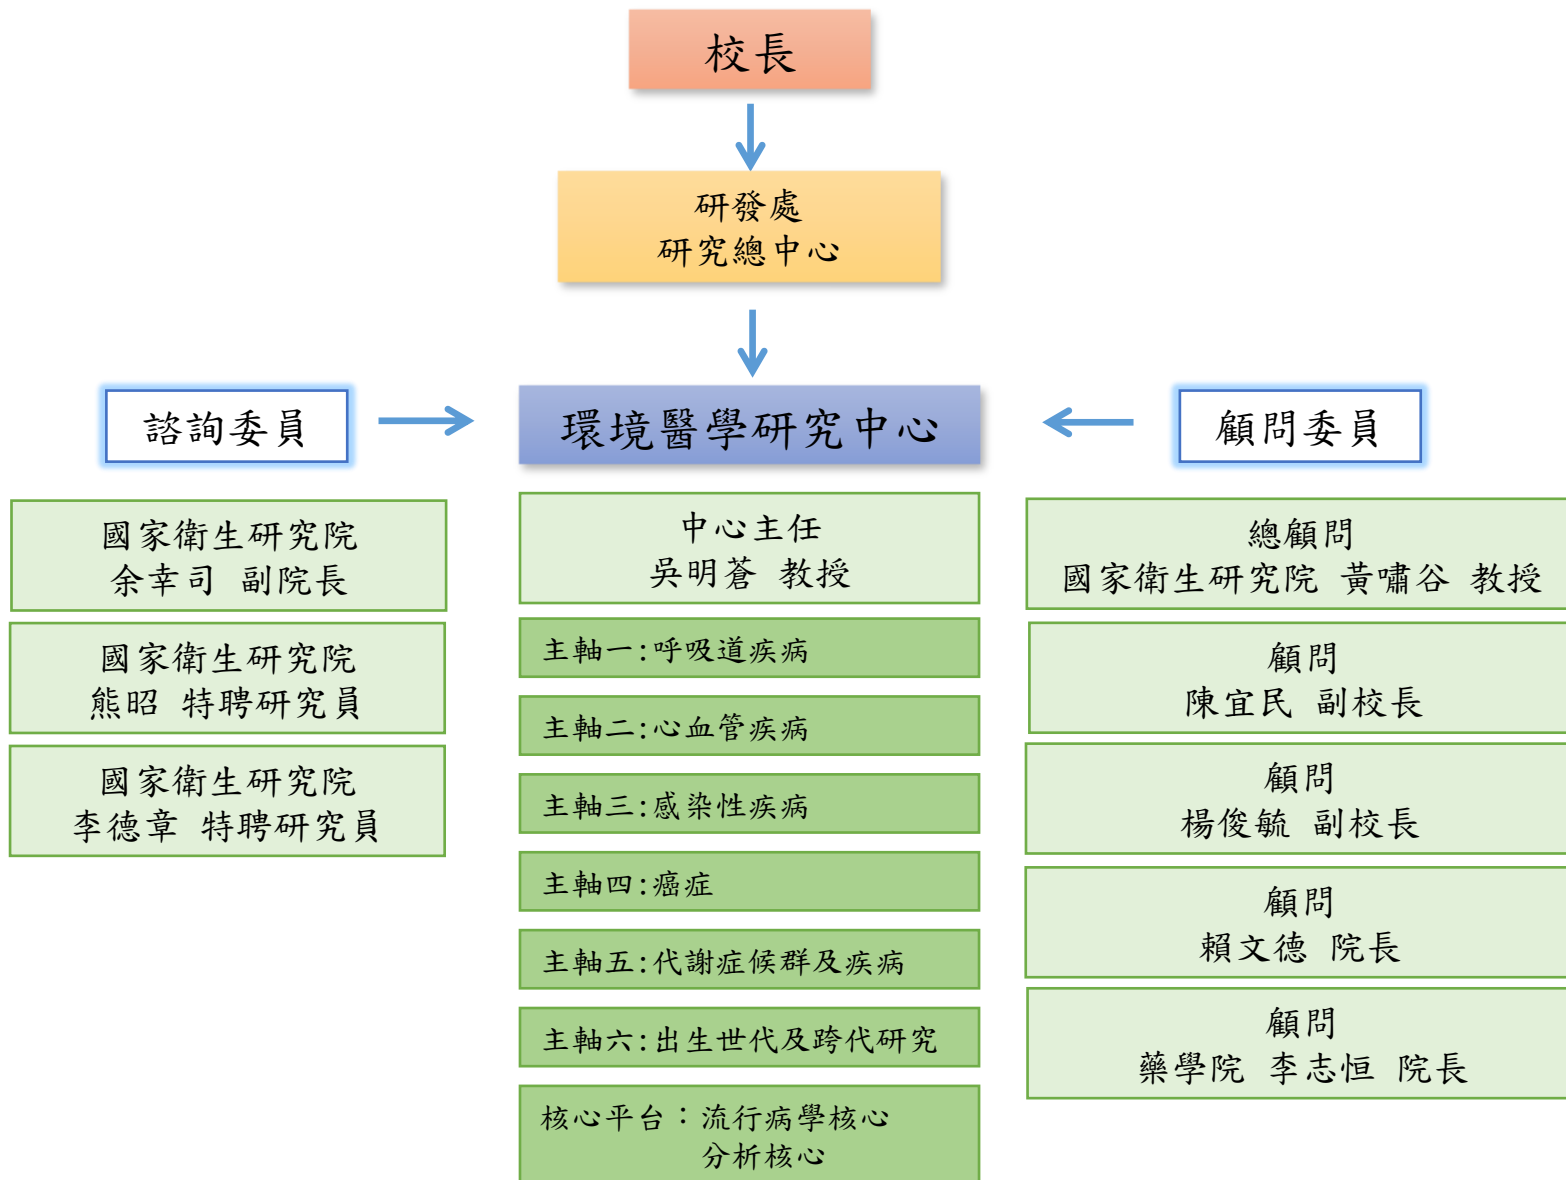 校長
研發處
研究總中心
諮詢委員
環境醫學研究中心
顧問委員
國家衛生研究院
余幸司 副院長
國家衛生研究院
熊昭 特聘研究員
國家衛生研究院
李德章 特聘研究員
中心主任
吳明蒼 教授
主軸一:呼吸道疾病
主軸二:心血管疾病
主軸三:感染性疾病
主軸四:癌症
主軸五:代謝症候群及疾病
主軸六:出生世代及跨代研究
核心平台：流行病學核心
分析核心
總顧問
國家衛生研究院 黃嘯谷 教授
顧問
陳宜民 副校長
顧問
楊俊毓 副校長
顧問
賴文德 院長
顧問
藥學院 李志恒 院長